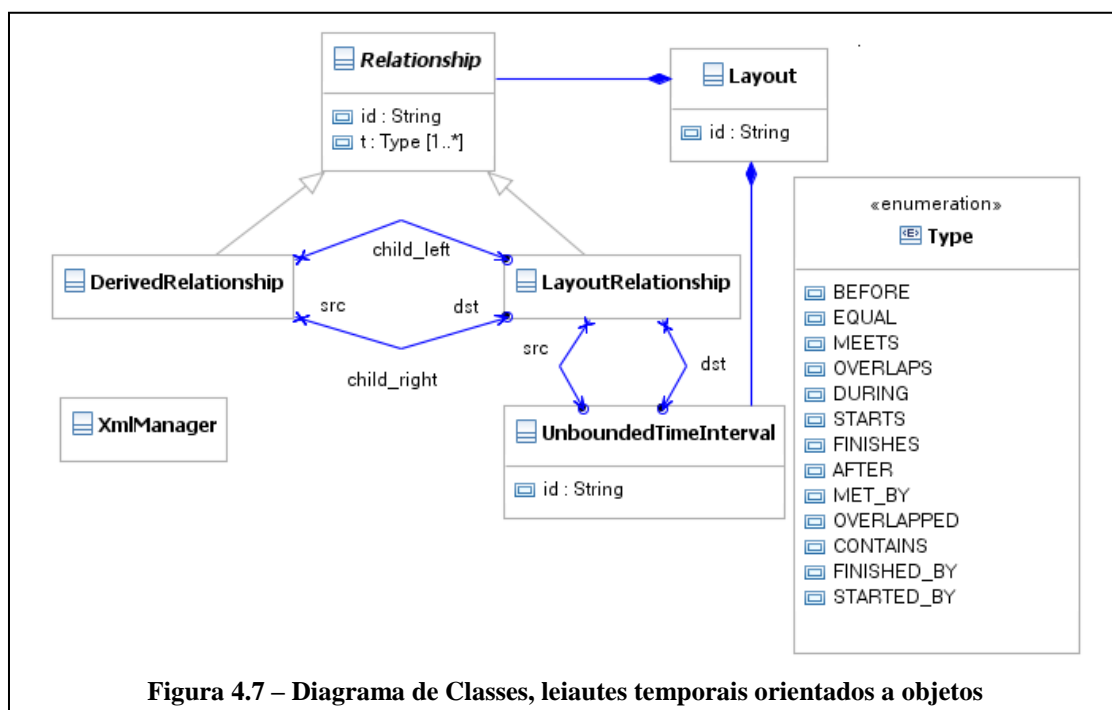 Relationship
id : String
t : Type [1..*]
Layout
id : String
«enumeration»
Type
BEFORE
EQUAL
MEETS
OVERLAPS
DURING
STARTS
FINISHES
AFTER
MET_BY
OVERLAPPED
CONTAINS
FINISHED_BY
STARTED_BY
child_left
DerivedRelationship
LayoutRelationship
src
dst
child_right
src
dst
XmlManager
UnboundedTimeInterval
id : String
Figura 4.7 – Diagrama de Classes, leiautes temporais orientados a objetos